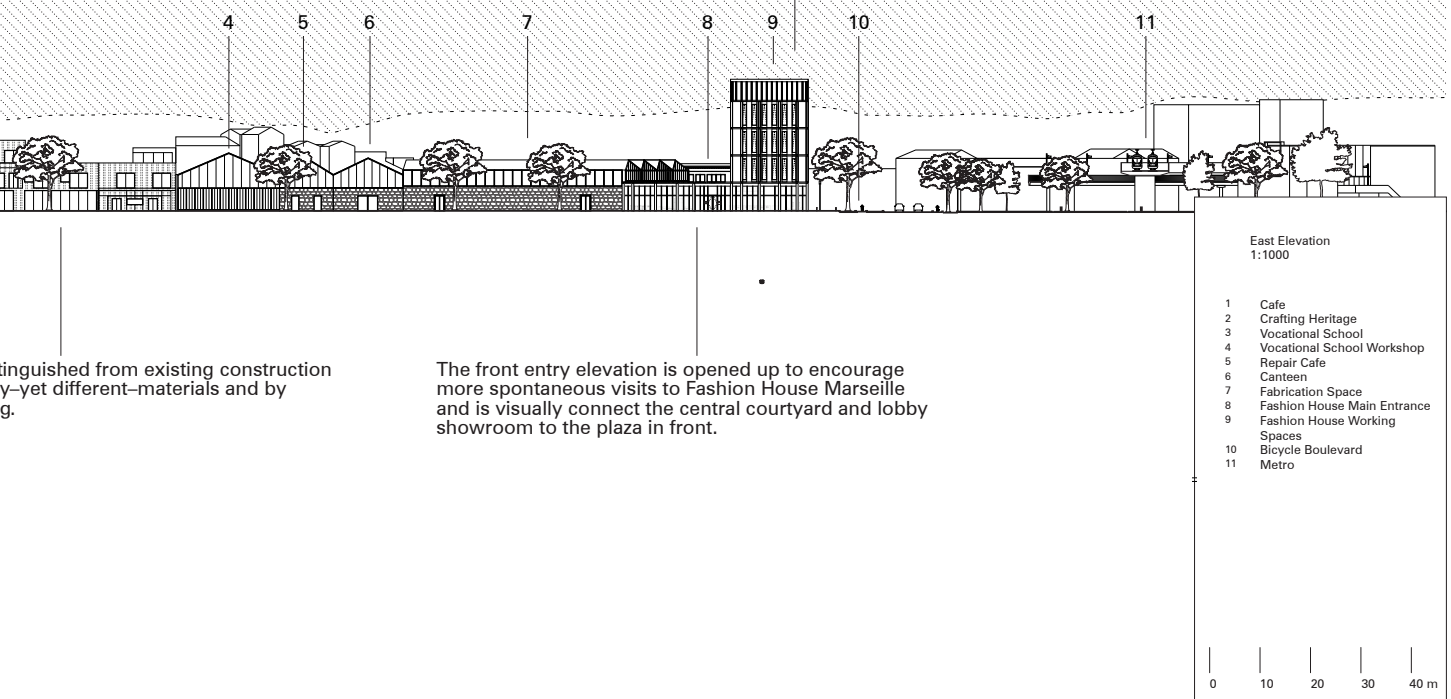 4 5 6 7 8 9 10 11
tinguished from existing construction
y–yet different–materials and by
g.
The front entry elevation is opened up to encourage
more spontaneous visits to Fashion House Marseille
and is visually connect the central courtyard and lobby
showroom to the plaza in front.
East Elevation
1:1000
1 Cafe
2 Crafting Heritage
3 Vocational School
4 Vocational School Workshop
5 Repair Cafe
6 Canteen
7 Fabrication Space
8 Fashion House Main Entrance
9 Fashion House Working
Spaces
10 Bicycle Boulevard
11 Metro
0 10 20 30 40 m